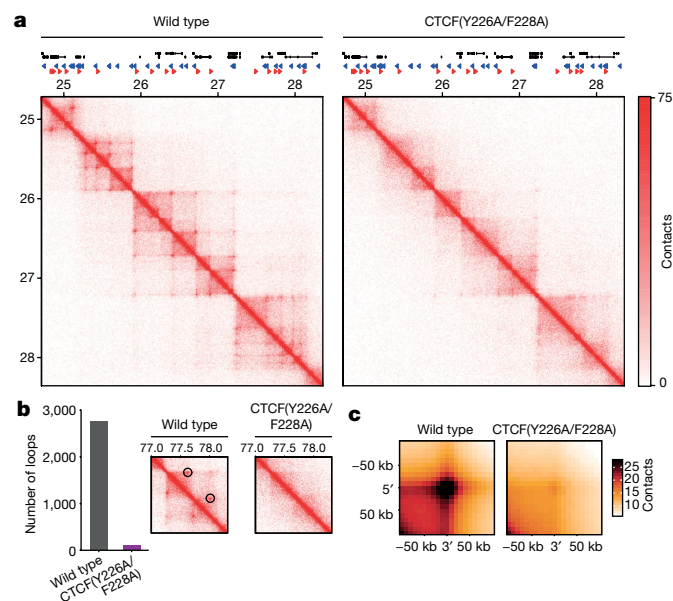 a
Wild type CTCF(Y226A/F228A)
25 26 27 28 25 26 27 28
75
25
26
27
28
Contacts
0
b
3,000
2,000
1,000
0
Number of loops
Wild type
CTCF(Y226A/
F228A)
Wild type
77.0 77.5 78.0
CTCF(Y226A/
F228A)
77.0 77.5 78.0
c
Wild type CTCF(Y226A/F228A)
−50 kb
5′
50 kb
−50 kb 3′ 50 kb −50 kb 3′ 50 kb
25
20
15
10
Contacts